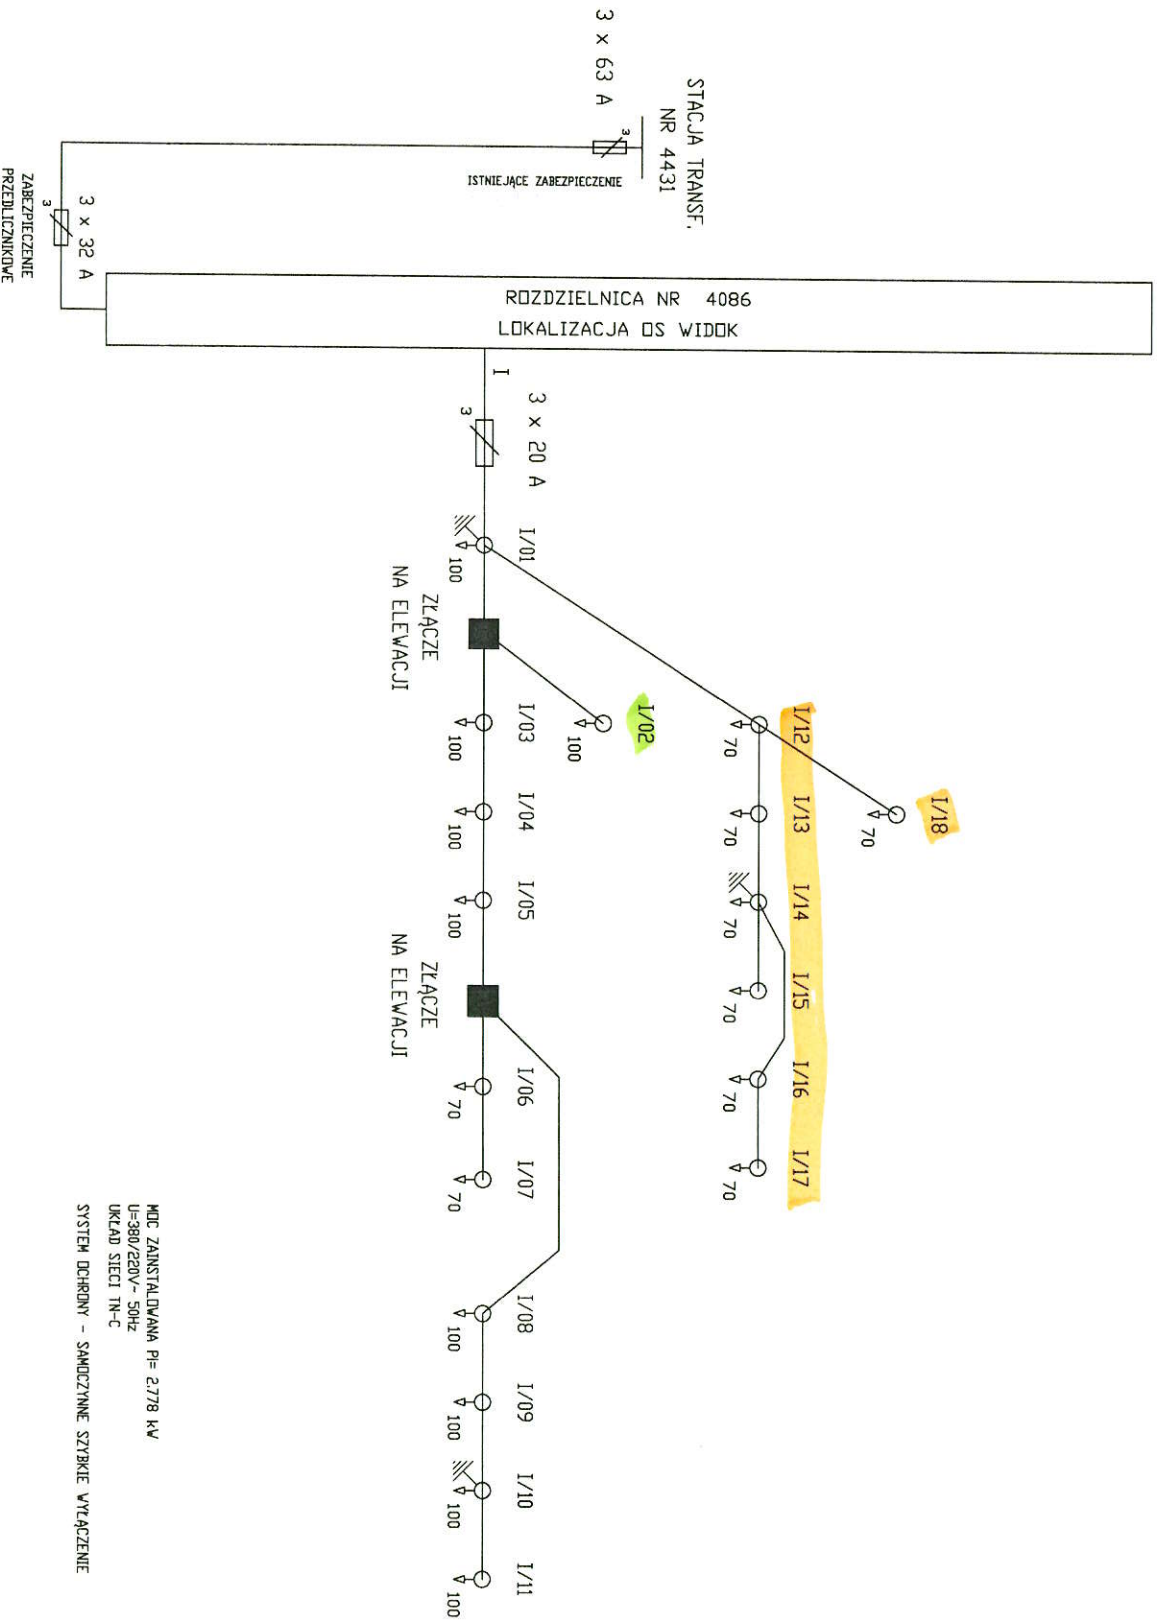 STACJA TRANSF.
NR 4431
3 x 63 A
3
ISTNIEJĄCE ZABEZPIECZENIE
3 x 32 A
3
ZABEZPIECZENIE
PRZEDLICZNIKOWE
ROZDZIELNICA NR 4086
LOKALIZACJA OS WIDOK
I
3 x 20 A
3
I/01
100
ZŁĄCZE
NA ELEWACJI
I/02
100
I/03
100
I/04
100
I/05
100
ZŁĄCZE
NA ELEWACJI
I/06
70
I/07
70
I/08
100
I/09
100
I/10
100
I/11
100
I/12
70
I/13
70
I/14
70
I/15
70
I/16
70
I/17
70
I/18
70
MOC ZAINSTALOWANA Pi= 2.778 kW
U=380/220V~ 50Hz
UKŁAD SIECI TN-C
SYSTEM OCHRONY - SAMOCZYNNE SZYBKIE WYŁĄCZENIE